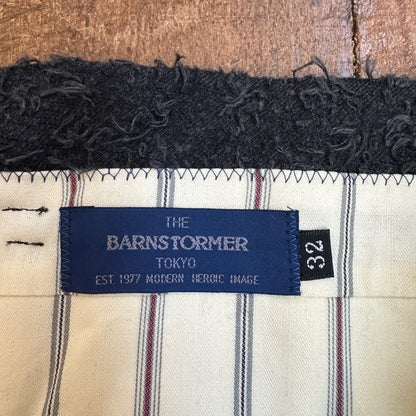 THE
BARNSTORMER
TOKYO
EST. 1977 MODERN HEROIC IMAGE
32